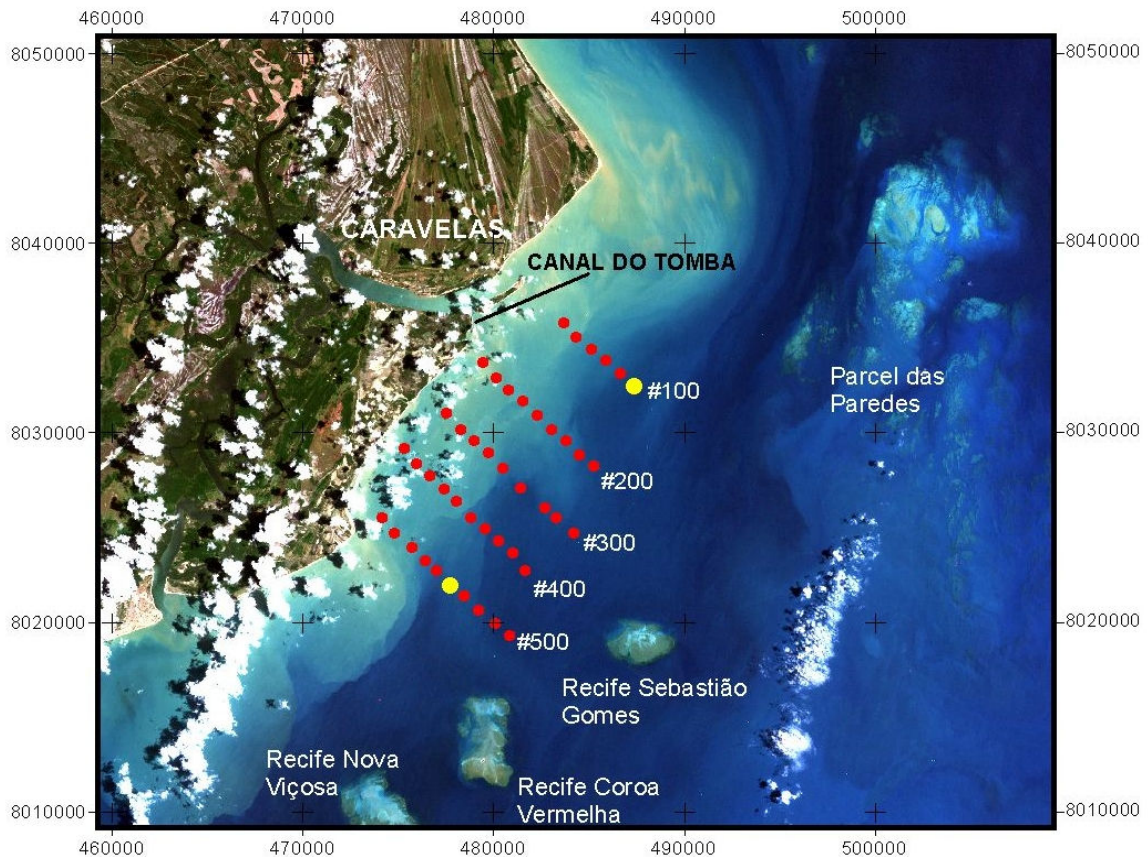 460000 470000 480000 490000 500000
8050000 8050000
CARAVELAS
8040000 8040000
CANAL DO TOMBA
#100
Parcel das
Paredes
8030000 8030000
#200
#300
#400
8020000 8020000
#500
Recife Sebastião
Gomes
Recife Nova
Viçosa
Recife Coroa
Vermelha
8010000 8010000
460000 470000 480000 490000 500000